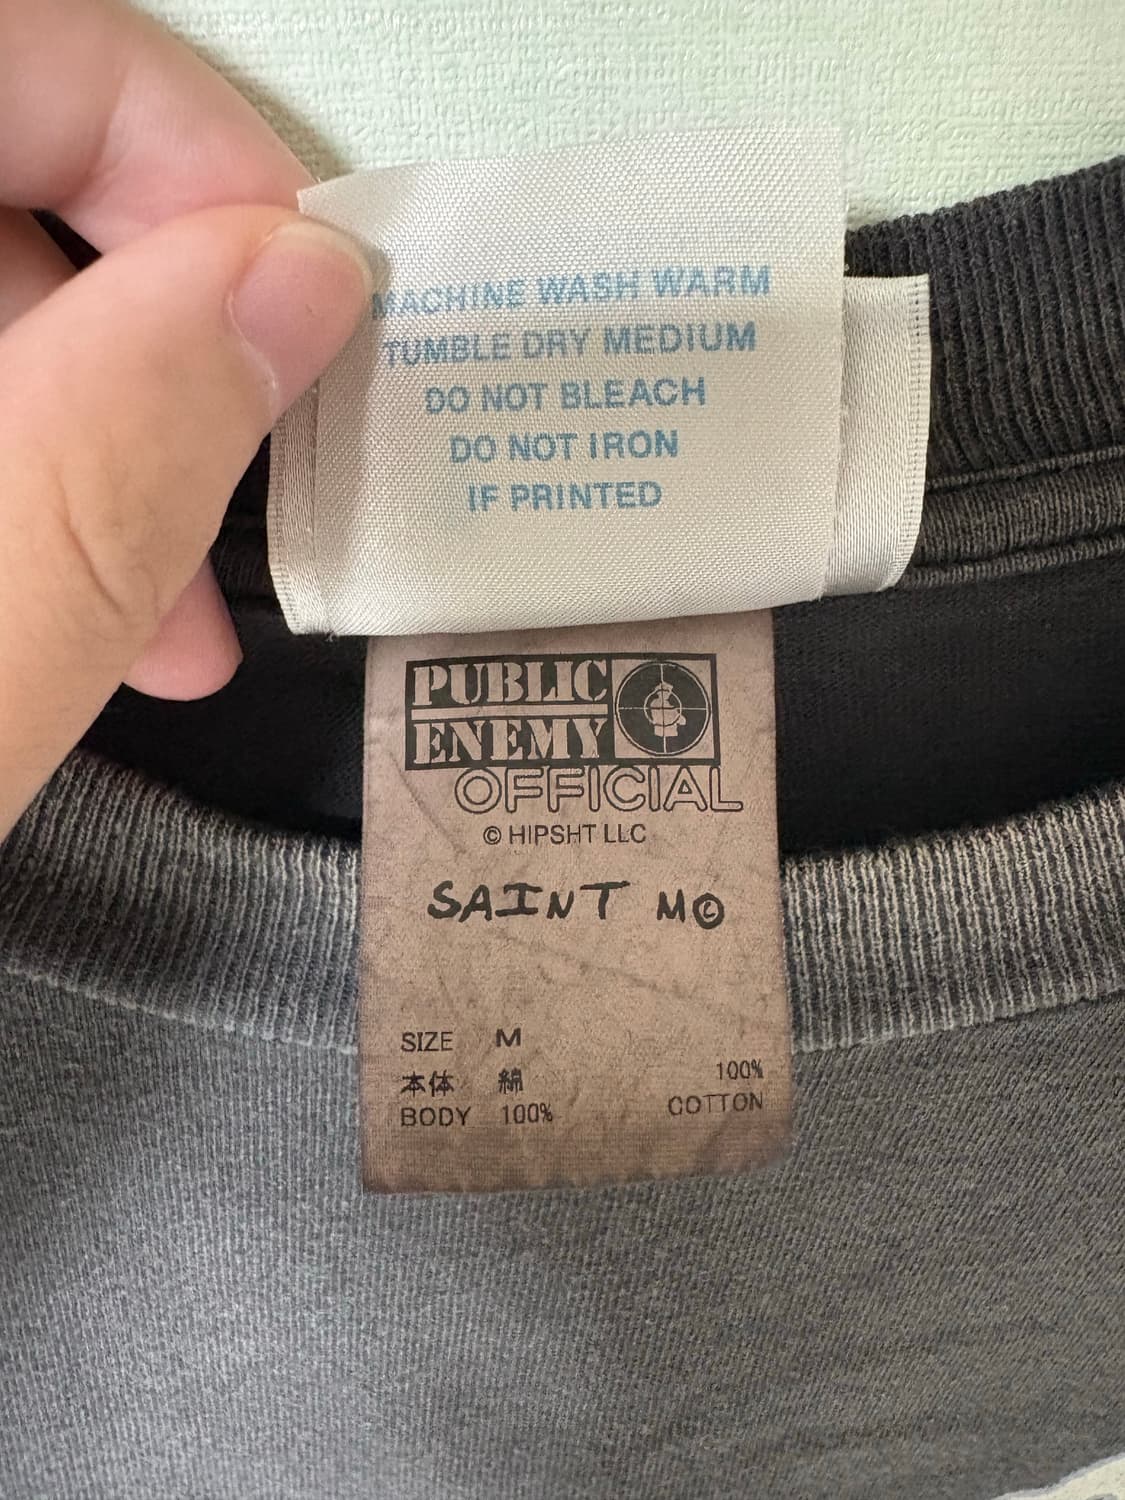 MACHINE WASH WARM
TUMBLE DRY MEDIUM
DO NOT BLEACH
DO NOT IRON
IF PRINTED
PUBLIC
ENEMY
OFFICIAL
© HIPSHT LLC
SAINT M©
SIZE M
本体 綿 100%
BODY 100% COTTON